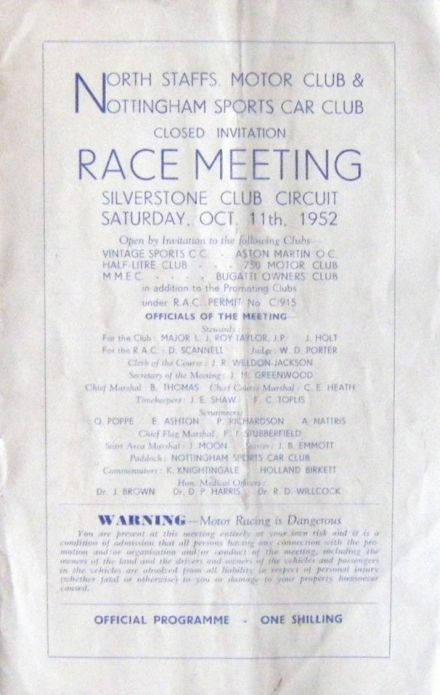 NORTH STAFFS. MOTOR CLUB &
NOTTINGHAM SPORTS CAR CLUB
CLOSED INVITATION
RACE MEETING
SILVERSTONE CLUB CIRCUIT
SATURDAY, OCT. 11th, 1952
Open by Invitation to the following Clubs—
VINTAGE SPORTS C C - ASTON MARTIN O C.
HALF-LITRE CLUB - - - 750 MOTOR CLUB
M M E C - - - - BUGATTI OWNERS' CLUB
in addition to the Promoting Clubs
under R.A.C. PERMIT No. C/915
OFFICIALS OF THE MEETING—
Stewards:
For the Club: MAJOR L. J. ROY TAYLOR, J.P. J. HOLT
For the R A C: D. SCANNELL Judge: W. D. PORTER
Clerk of the Course: J. R. WELDON-JACKSON
Secretary of the Meeting: J. H. GREENWOOD
Chief Marshal: B. THOMAS Chief Course Marshal: C. E. HEATH
Timekeepers: J. E. SHAW F. C. TOPLIS
Scrutineers:
O. POPPE E. ASHTON P. RICHARDSON A. NATTRIS
Chief Flag Marshal: F. T. STUBBERFIELD
Start Area Marshal: J. MOON Starter: J. B. EMMOTT
Paddock: NOTTINGHAM SPORTS CAR CLUB
Commentators: K. KNIGHTINGALE HOLLAND BIRKETT
Hon. Medical Officers:
Dr. J. BROWN Dr. D. P. HARRIS Dr. R. D. WILLCOCK
WARNING—Motor Racing is Dangerous
You are present at this meeting entirely at your own risk and it is a
condition of admission that all persons having any connection with the pro-
motion and/or organisation and/or conduct of the meeting, including the
owners of the land and the drivers and owners of the vehicles and passengers
in the vehicles are absolved from all liability in respect of personal injury
(whether fatal or otherwise) to you or damage to your property howsoever
caused.
OFFICIAL PROGRAMME - ONE SHILLING